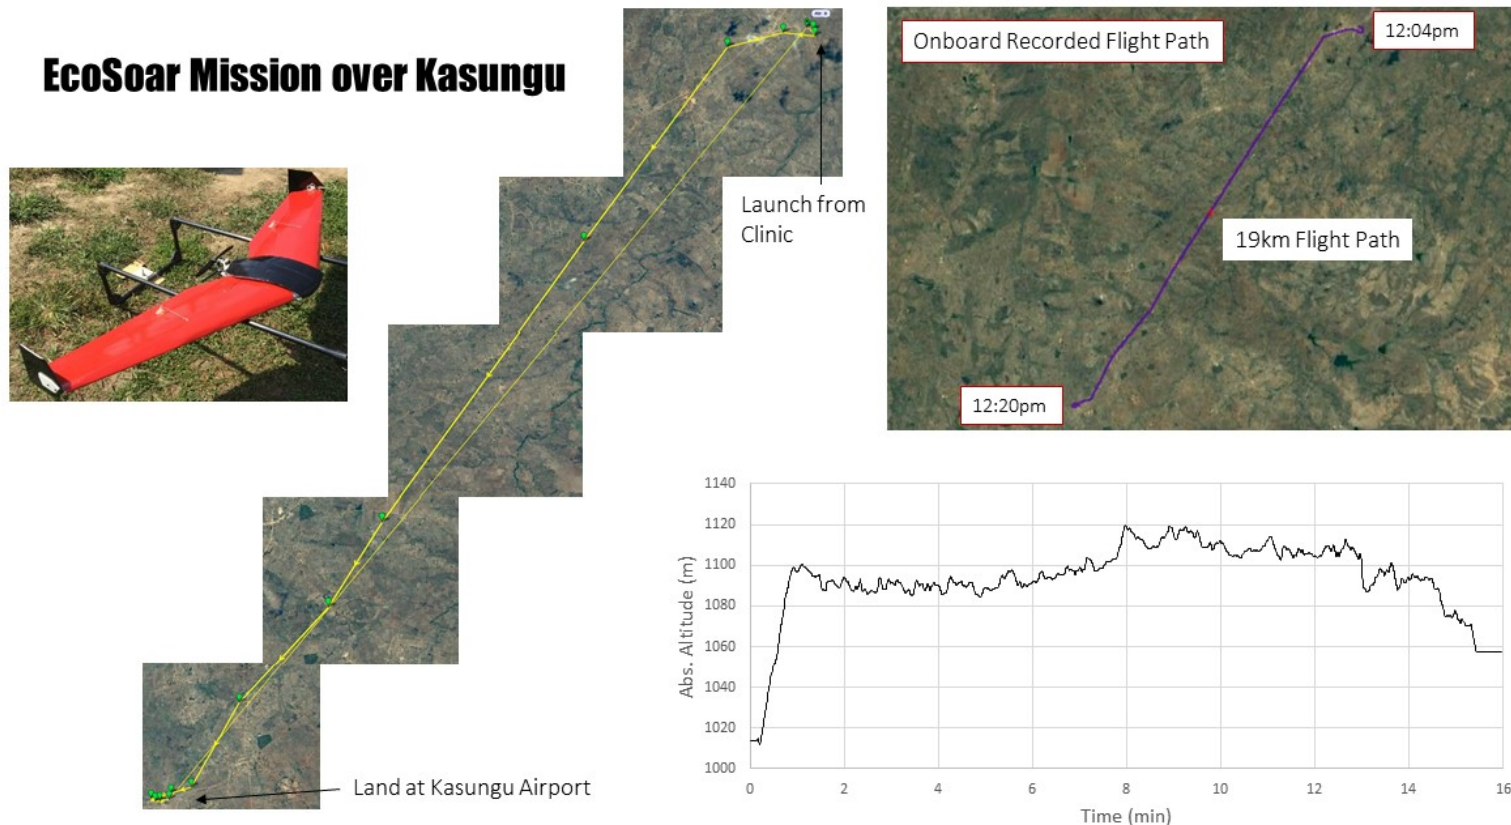 EcoSoar Mission over Kasungu
Launch from
Clinic
Land at Kasungu Airport
Onboard Recorded Flight Path
12:04pm
19km Flight Path
12:20pm
Abs. Altitude (m)
1140
1120
1100
1080
1060
1040
1020
1000
0
2
4
6
8
10
12
14
16
Time (min)